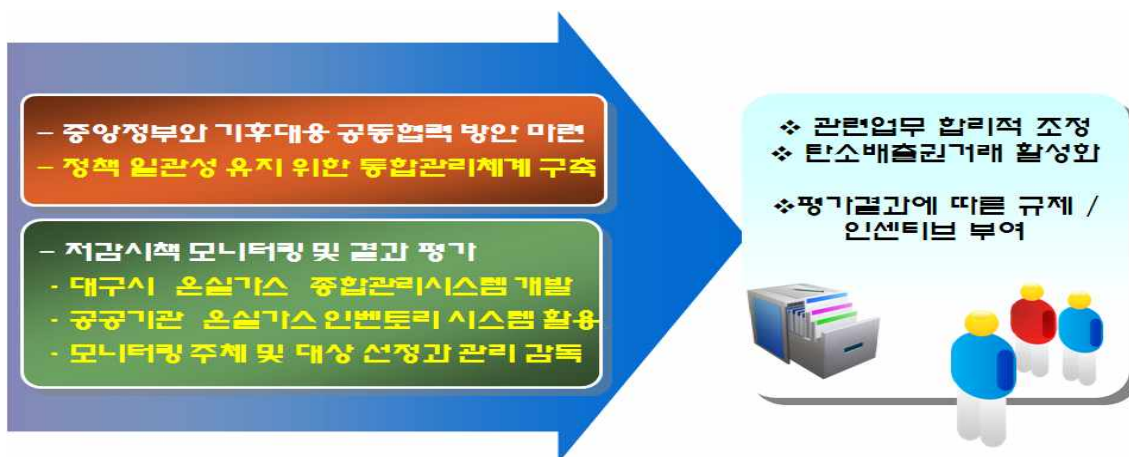 – 중앙정부와 기후대응 공동협력 방안 마련
– 정책 일관성 유지 위한 통합관리체계 구축
– 저감시책 모니터링 및 결과 평가
- 대구시 온실가스 종합관리시스템 개발
- 공공기관 온실가스 인벤토리 시스템 활용
- 모니터링 주체 및 대상 선정과 관리 감독
❖ 관련업무 합리적 조정
❖ 탄소배출권거래 활성화
❖평가결과에 따른 규제 /
인센티브 부여